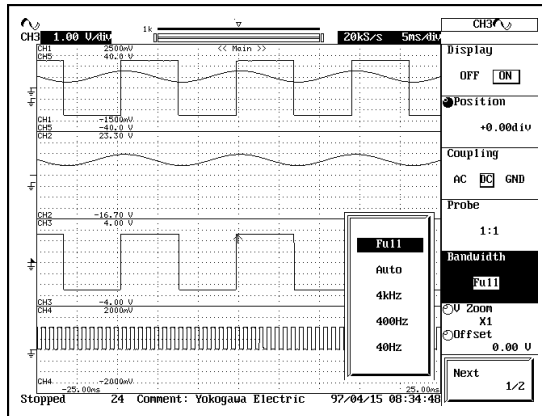 CH3
CH3 1.00 V/div
1k
20kS/s 5ms/div
<< Main >>
CH1 2500mV
CH5 40.0 V
CH1 -1500mV
CH5 -40.0 V
CH2 23.30 V
CH2 -16.70 V
CH3 4.00 V
CH3 -4.00 V
CH4 2000mV
CH4 -2000mV
-25.00ms
25.00ms
Stopped 24 Comment: Yokogawa Electric 97/04/15 08:34:48
Full
Auto
4kHz
400Hz
40Hz
Display
OFF ON
Position
+0.00div
Coupling
AC DC GND
Probe
1:1
Bandwidth
Full
V Zoom
X1
Offset
0.00 V
Next
1/2